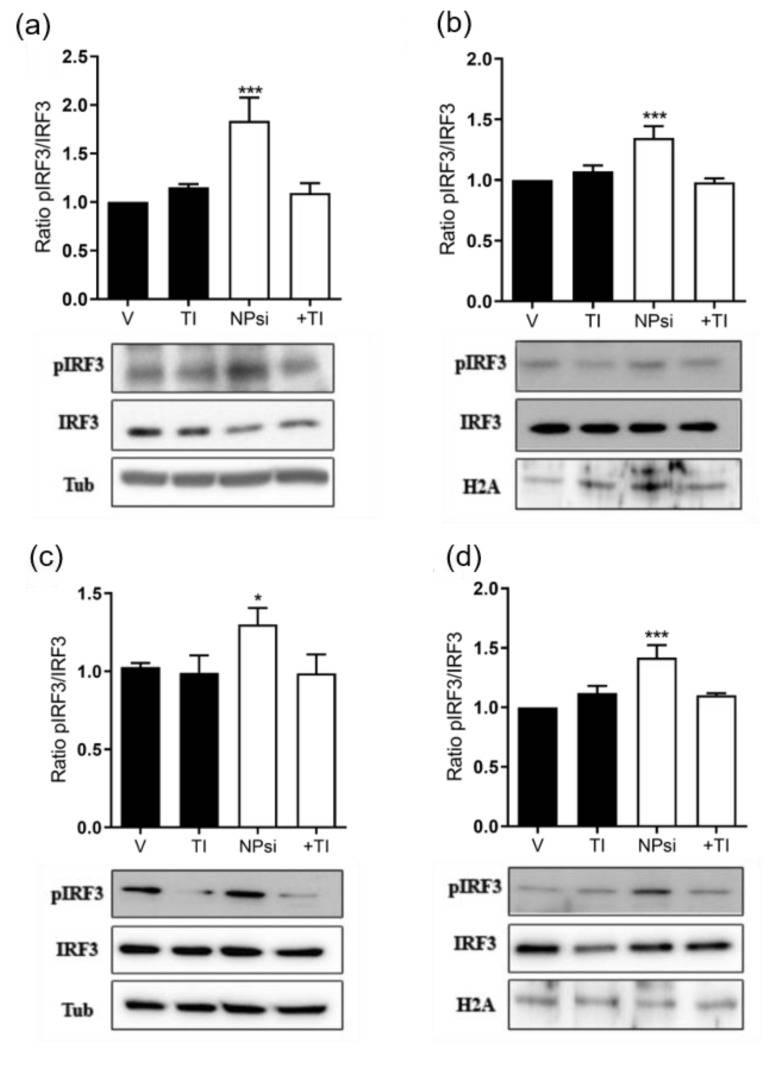 (a)
2.5
2.0
1.5
1.0
0.5
0.0
Ratio pIRF3/IRF3
***
V TI NPsi +TI
pIRF3
IRF3
Tub
(b)
2.0
1.5
1.0
0.5
0.0
Ratio pIRF3/IRF3
***
V TI NPsi +TI
pIRF3
IRF3
H2A
(c)
1.5
1.0
0.5
0.0
Ratio pIRF3/IRF3
*
V TI NPsi +TI
pIRF3
IRF3
Tub
(d)
2.0
1.5
1.0
0.5
0.0
Ratio pIRF3/IRF3
***
V TI NPsi +TI
pIRF3
IRF3
H2A